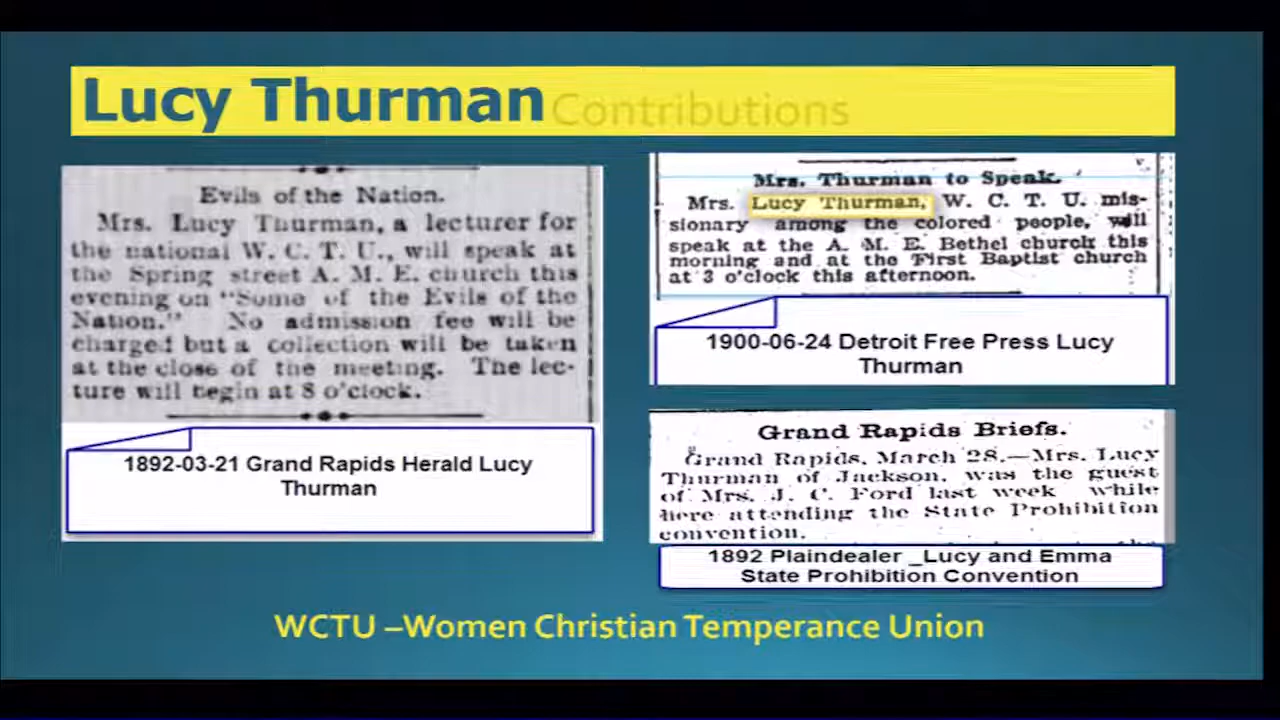 Lucy Thurman Contributions
Evils of the Nation.
Mrs. Lucy Thurman, a lecturer for
the national W. C. T. U., will speak at
the Spring street A. M. E. church this
evening on "Some of the Evils of the
Nation." No admission fee will be
charged but a collection will be taken
at the close of the meeting. The lec-
ture will begin at 8 o'clock.
1892-03-21 Grand Rapids Herald Lucy
Thurman
Mrs. Thurman to Speak.
Mrs. Lucy Thurman, W. C. T. U. mis-
sionary among the colored people, will
speak at the A. M. E. Bethel church this
morning and at the First Baptist church
at 3 o'clock this afternoon.
1900-06-24 Detroit Free Press Lucy
Thurman
Grand Rapids Briefs.
Grand Rapids, March 28.—Mrs. Lucy
Thurman of Jackson, was the guest
of Mrs. J. C. Ford last week while
here attending the State Prohibition
convention.
1892 Plaindealer _Lucy and Emma
State Prohibition Convention
WCTU –Women Christian Temperance Union